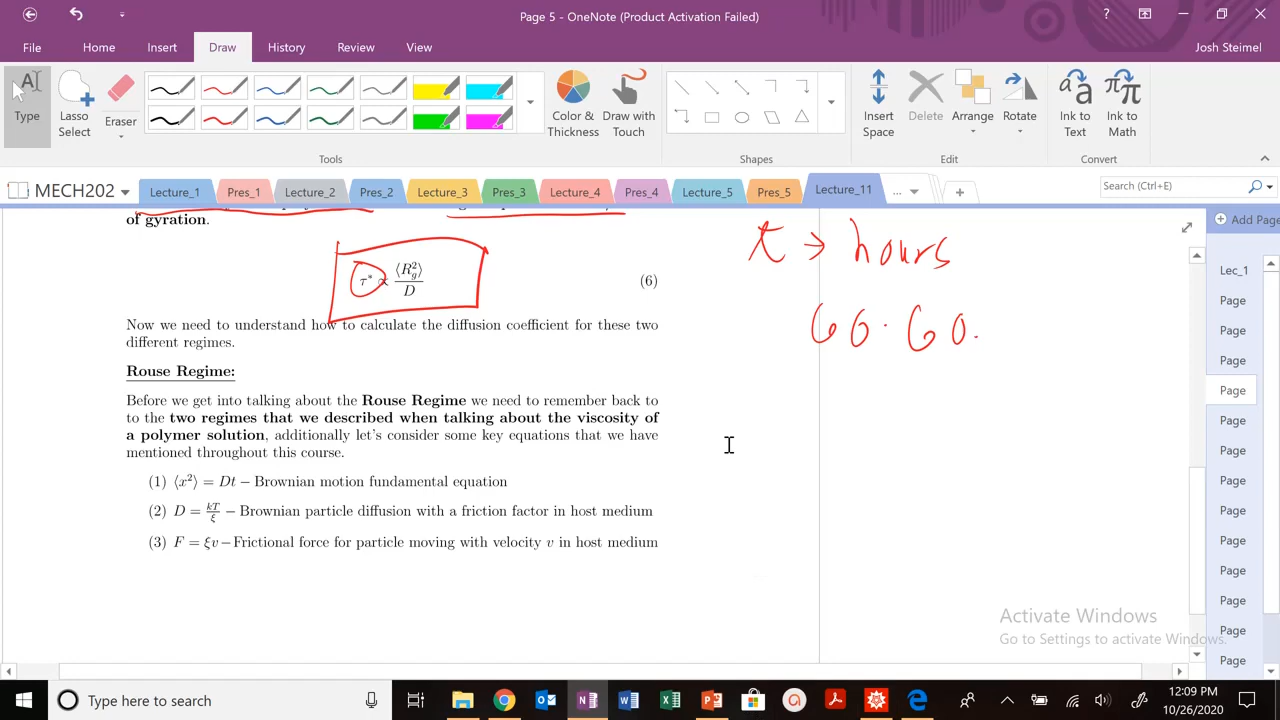 Page 5 - OneNote (Product Activation Failed)
File Home Insert Draw History Review View Josh Steimel
Type Lasso Select Eraser Color & Thickness Draw with Touch Insert Space Delete Arrange Rotate Ink to Text Ink to Math
Tools Shapes Edit Convert
MECH202 Lecture_1 Pres_1 Lecture_2 Pres_2 Lecture_3 Pres_3 Lecture_4 Pres_4 Lecture_5 Pres_5 Lecture_11 ... Search (Ctrl+E)
of gyration.
τ* ∝ ⟨R_g^2⟩ / D (6)
Now we need to understand how to calculate the diffusion coefficient for these two
different regimes.
Rouse Regime:
Before we get into talking about the Rouse Regime we need to remember back to
to the two regimes that we described when talking about the viscosity of
a polymer solution, additionally let's consider some key equations that we have
mentioned throughout this course.
(1) ⟨x²⟩ = Dt − Brownian motion fundamental equation
(2) D = kT/ξ − Brownian particle diffusion with a friction factor in host medium
(3) F = ξv − Frictional force for particle moving with velocity v in host medium
t → hours
60 · 60.
Add Page
Lec_1
Page
Page
Page
Page
Page
Page
Page
Page
Page
Page
Page
Page
Page
Activate Windows
Go to Settings to activate Windows.
Type here to search
12:09 PM
10/26/2020